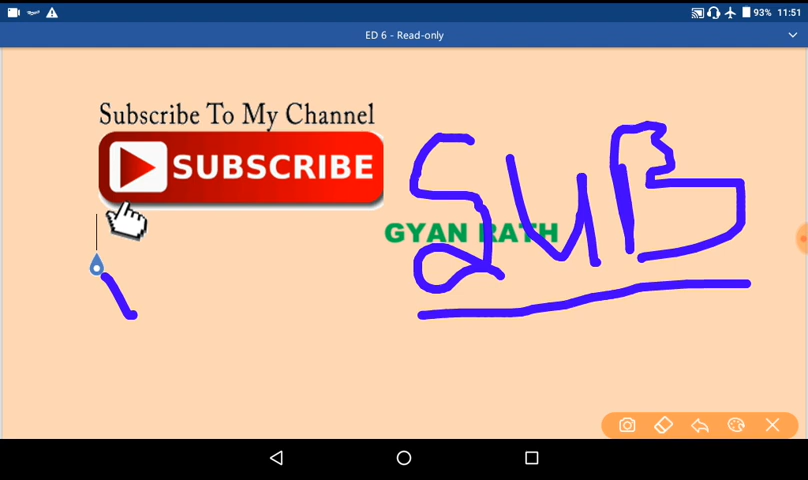 93% 11:51
ED 6 - Read-only
Subscribe To My Channel
SUBSCRIBE
SUB
GYAN RATH